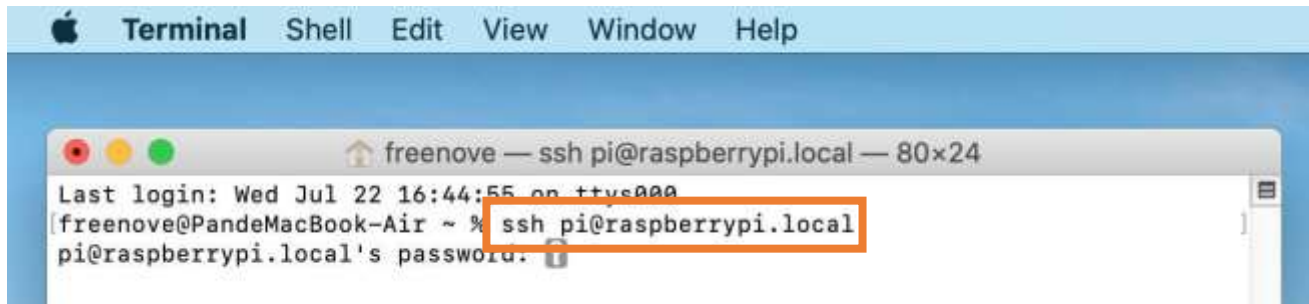 Terminal Shell Edit View Window Help
freenove — ssh pi@raspberrypi.local — 80×24
Last login: Wed Jul 22 16:44:55 on ttys000
[freenove@PandeMacBook-Air ~ % ssh pi@raspberrypi.local ]
pi@raspberrypi.local's password: